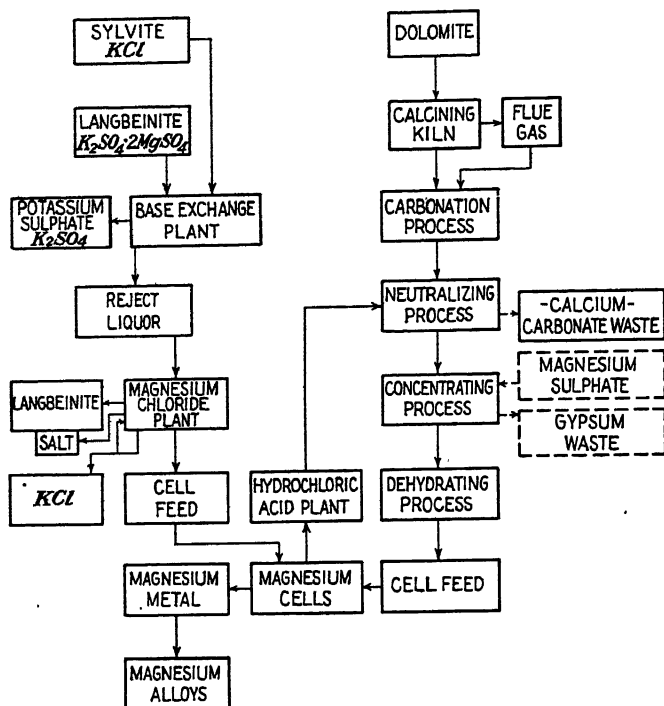 SYLVITE
KCl
LANGBEINITE
K₂SO₄·2MgSO₄
POTASSIUM
SULPHATE
K₂SO₄
BASE EXCHANGE
PLANT
REJECT
LIQUOR
MAGNESIUM
CHLORIDE
PLANT
LANGBEINITE
SALT
KCl
CELL
FEED
DOLOMITE
CALCINING
KILN
FLUE
GAS
CARBONATION
PROCESS
NEUTRALIZING
PROCESS
-CALCIUM-
CARBONATE WASTE
CONCENTRATING
PROCESS
MAGNESIUM
SULPHATE
GYPSUM
WASTE
HYDROCHLORIC
ACID PLANT
DEHYDRATING
PROCESS
CELL FEED
MAGNESIUM
CELLS
MAGNESIUM
METAL
MAGNESIUM
ALLOYS